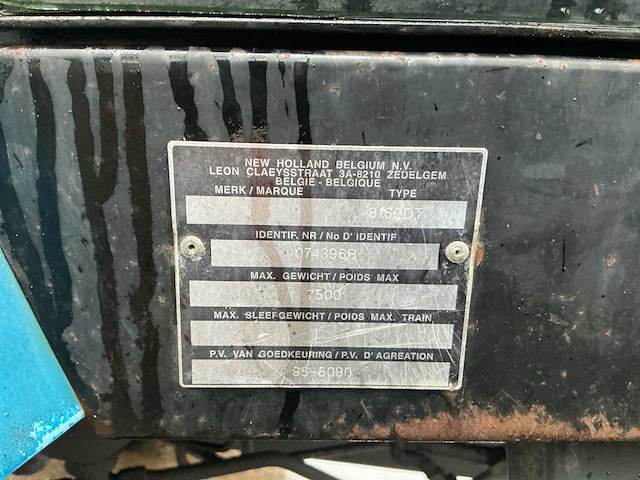 NEW HOLLAND BELGIUM N.V.
LEON CLAEYSSTRAAT 3A-8210 ZEDELGEM
BELGIE - BELGIQUE
MERK / MARQUE TYPE
8160DT
IDENTIF. NR / No D' IDENTIF
074396B
MAX. GEWICHT / POIDS MAX
7500
MAX. SLEEPGEWICHT / POIDS MAX. TRAIN
P.V. VAN GOEDKEURING / P.V. D' AGREATION
95-5090